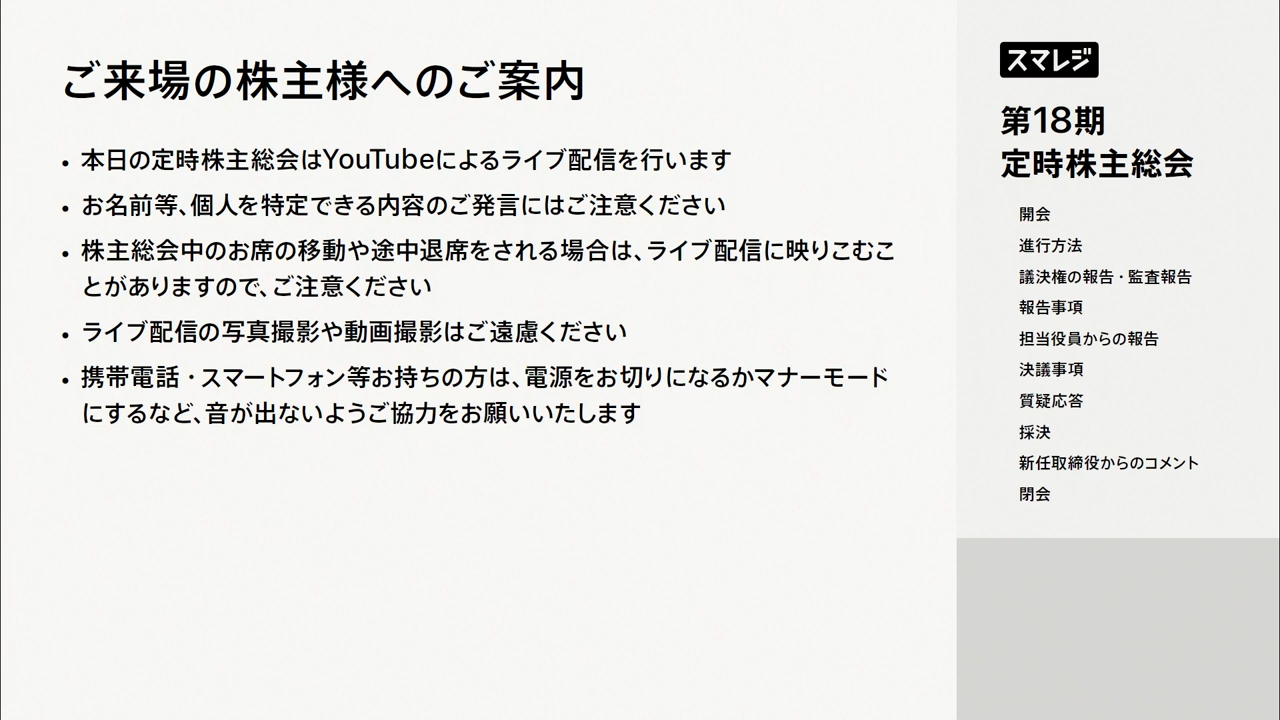 ご来場の株主様へのご案内
• 本日の定時株主総会はYouTubeによるライブ配信を行います
• お名前等、個人を特定できる内容のご発言にはご注意ください
• 株主総会中のお席の移動や途中退席をされる場合は、ライブ配信に映りこむこ
とがありますので、ご注意ください
• ライブ配信の写真撮影や動画撮影はご遠慮ください
• 携帯電話・スマートフォン等お持ちの方は、電源をお切りになるかマナーモード
にするなど、音が出ないようご協力をお願いいたします
スマレジ
第18期
定時株主総会
開会
進行方法
議決権の報告・監査報告
報告事項
担当役員からの報告
決議事項
質疑応答
採決
新任取締役からのコメント
閉会